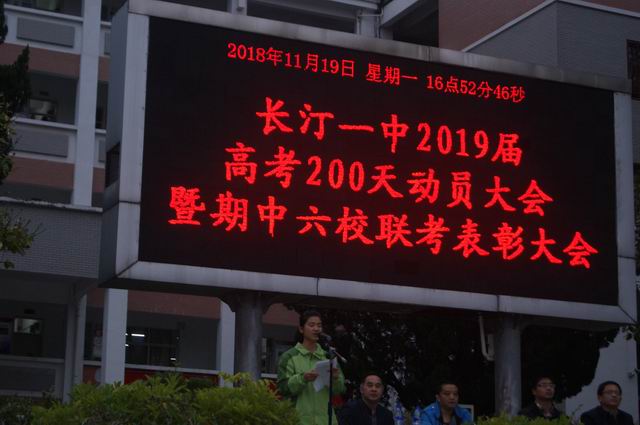 2018年11月19日 星期一 16点52分46秒
长汀一中2019届
高考200天动员大会
暨期中六校联考表彰大会